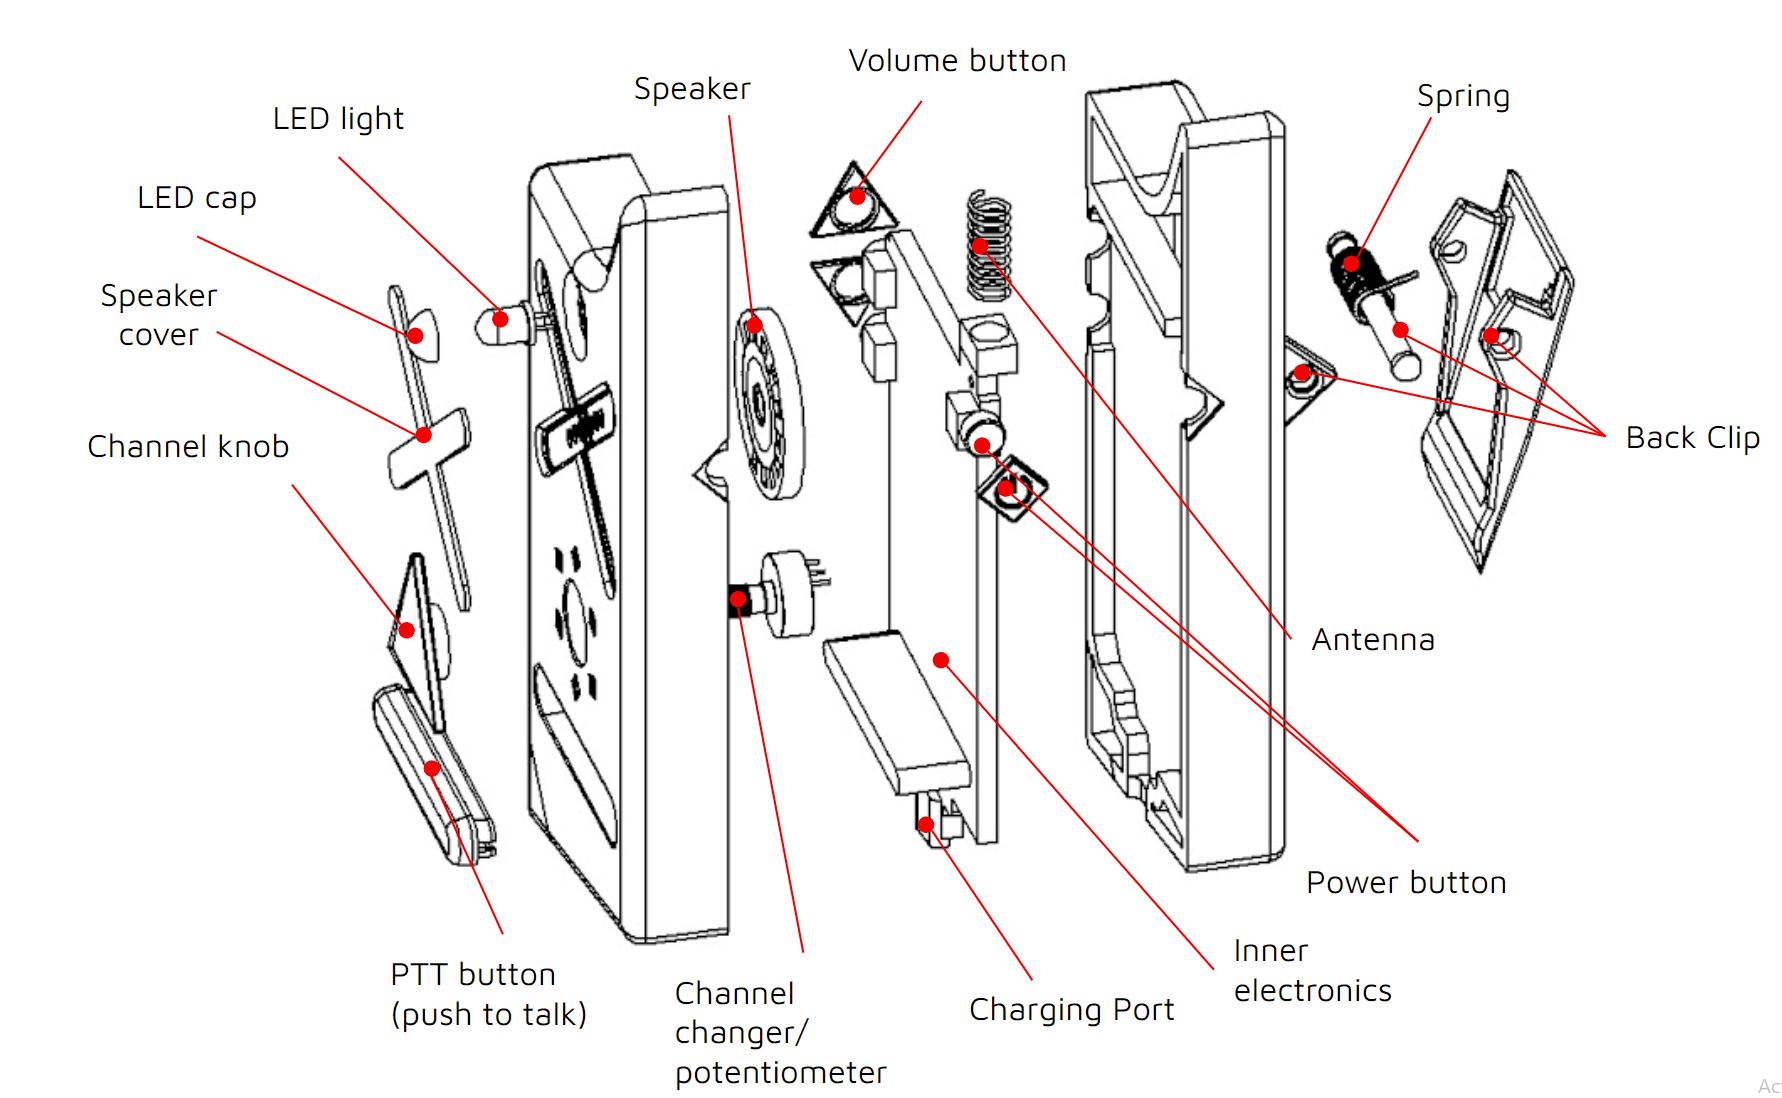 Volume button
Speaker
Spring
LED light
LED cap
Speaker
cover
Channel knob
Back Clip
Antenna
Power button
Inner
electronics
PTT button
(push to talk)
Channel
changer/
potentiometer
Charging Port
Ac